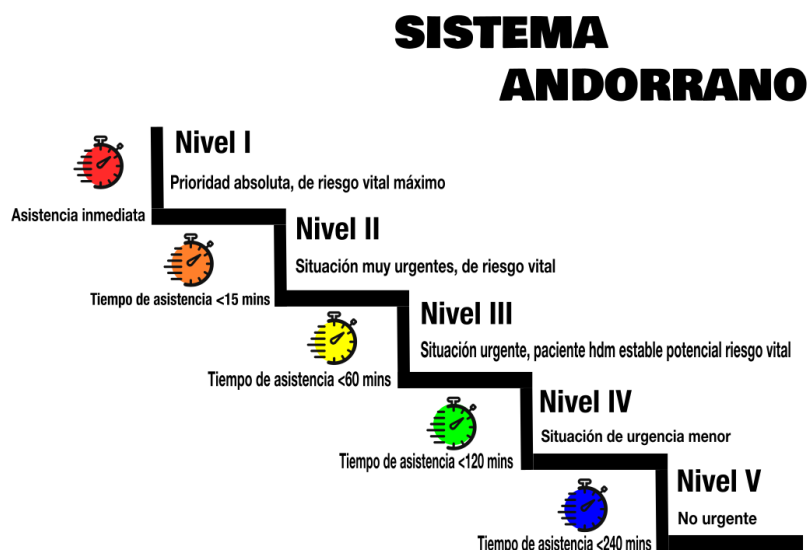 SISTEMA
ANDORRANO
Nivel I
Prioridad absoluta, de riesgo vital máximo
Asistencia inmediata
Nivel II
Situación muy urgentes, de riesgo vital
Tiempo de asistencia <15 mins
Nivel III
Situación urgente, paciente hdm estable potencial riesgo vital
Tiempo de asistencia <60 mins
Nivel IV
Situación de urgencia menor
Tiempo de asistencia <120 mins
Nivel V
No urgente
Tiempo de asistencia <240 mins